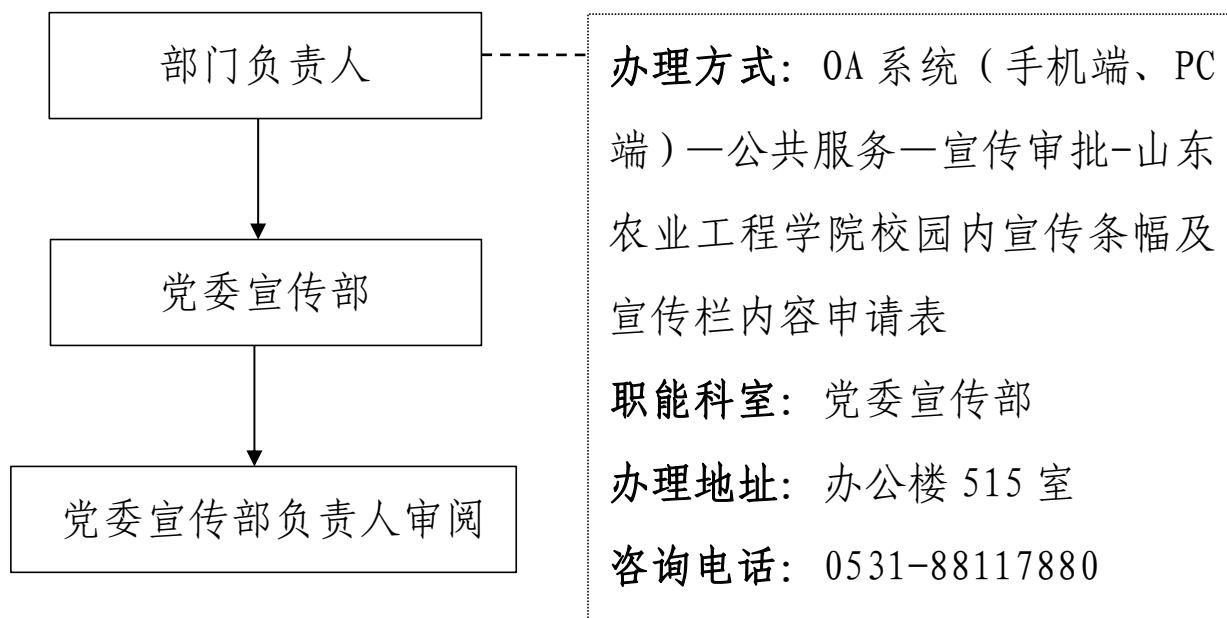 部门负责人
党委宣传部
党委宣传部负责人审阅
办理方式：OA 系统（手机端、PC
端）—公共服务—宣传审批-山东
农业工程学院校园内宣传条幅及
宣传栏内容申请表
职能科室：党委宣传部
办理地址：办公楼 515 室
咨询电话：0531-88117880